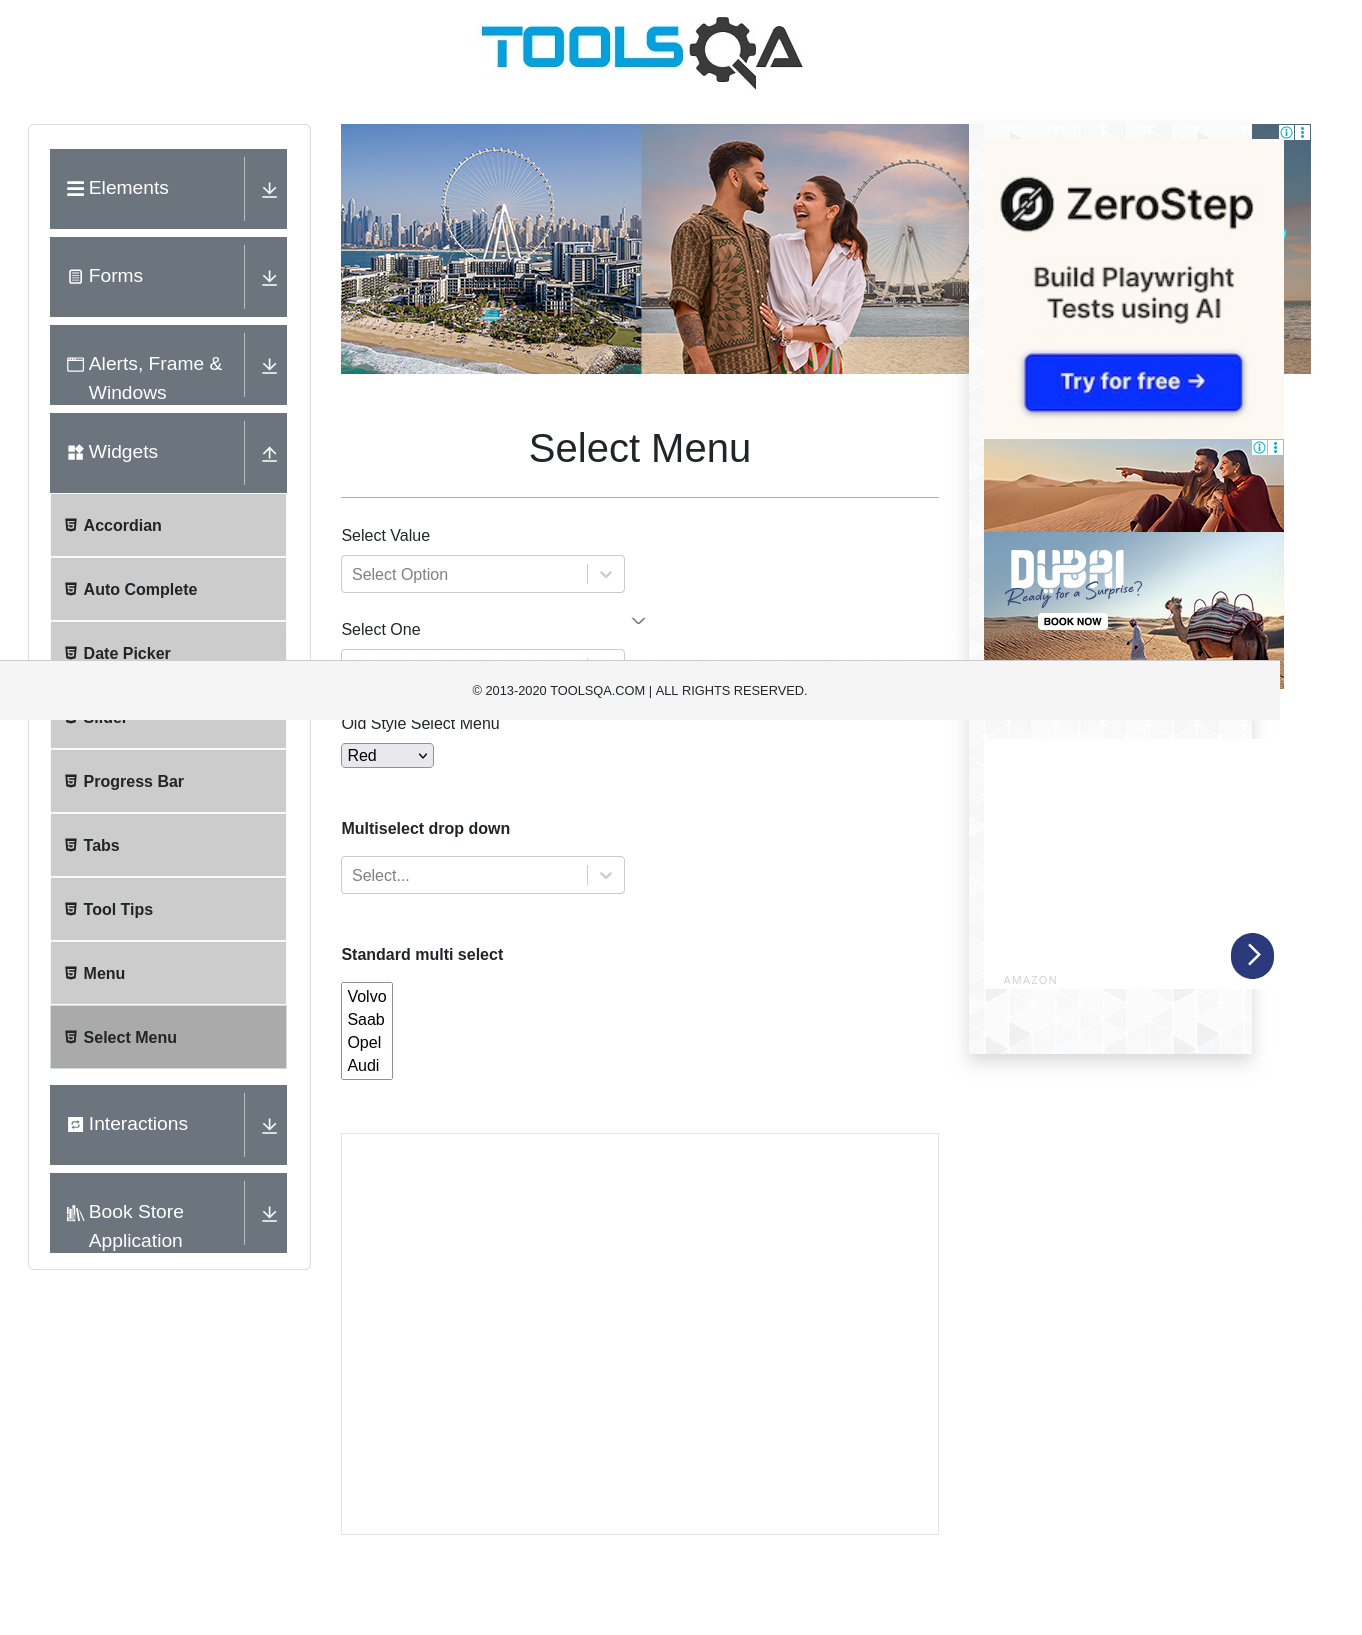 TOOLSQA
Elements
Forms
Alerts, Frame &
Windows
Widgets
Accordian
Auto Complete
Date Picker
Slider
Progress Bar
Tabs
Tool Tips
Menu
Select Menu
Interactions
Book Store
Application
Select Menu
Select Value
Select Option
Select One
© 2013-2020 TOOLSQA.COM | ALL RIGHTS RESERVED.
Old Style Select Menu
Red
Multiselect drop down
Select...
Standard multi select
Volvo
Saab
Opel
Audi
ZeroStep
Build Playwright
Tests using AI
Try for free →
DUBAI
Ready for a Surprise?
BOOK NOW
AMAZON